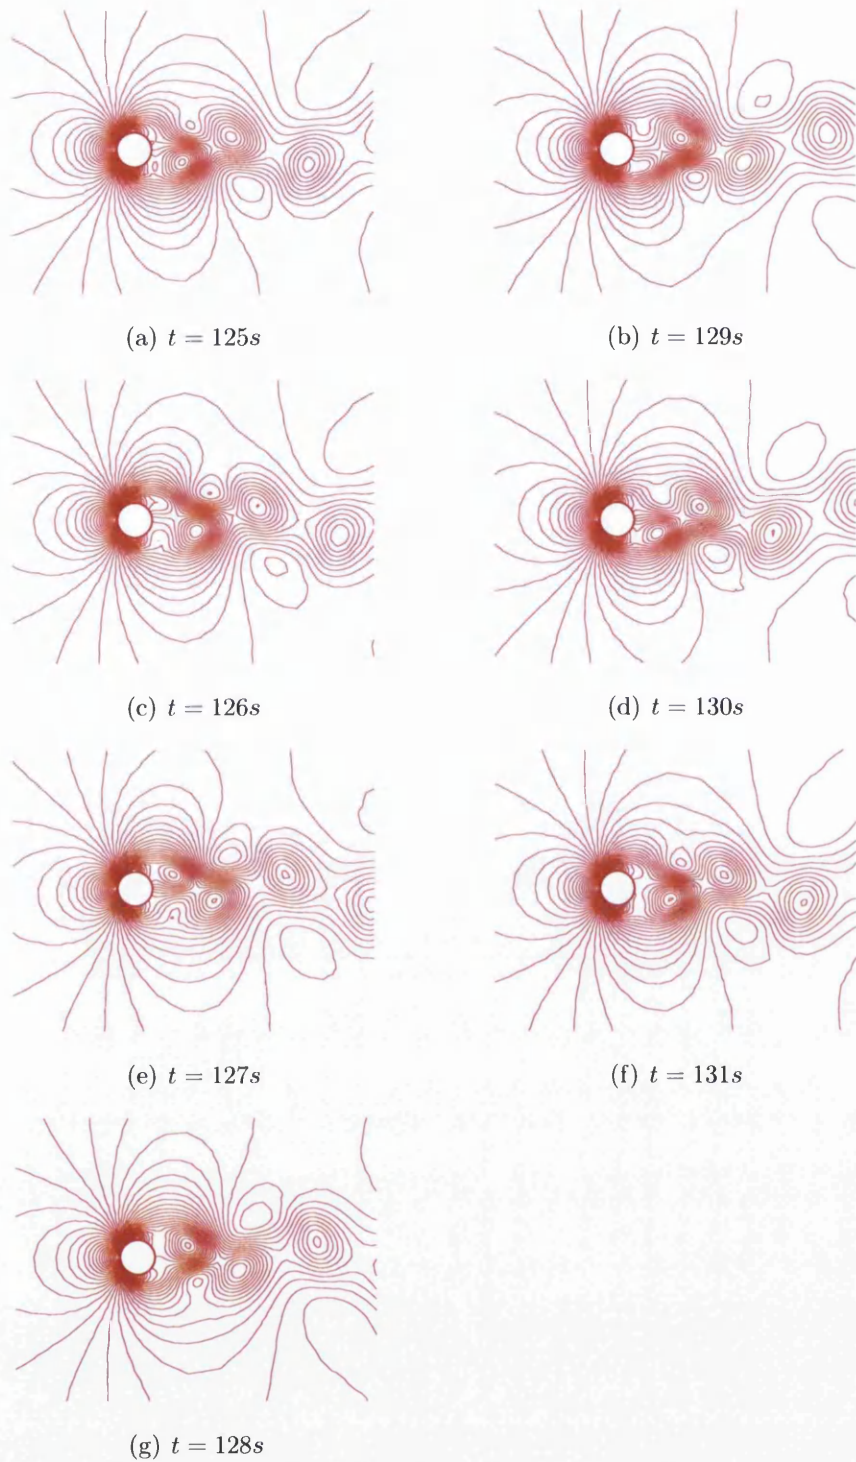 (a) t = 125s
(b) t = 129s
(c) t = 126s
(d) t = 130s
(e) t = 127s
(f) t = 131s
(g) t = 128s